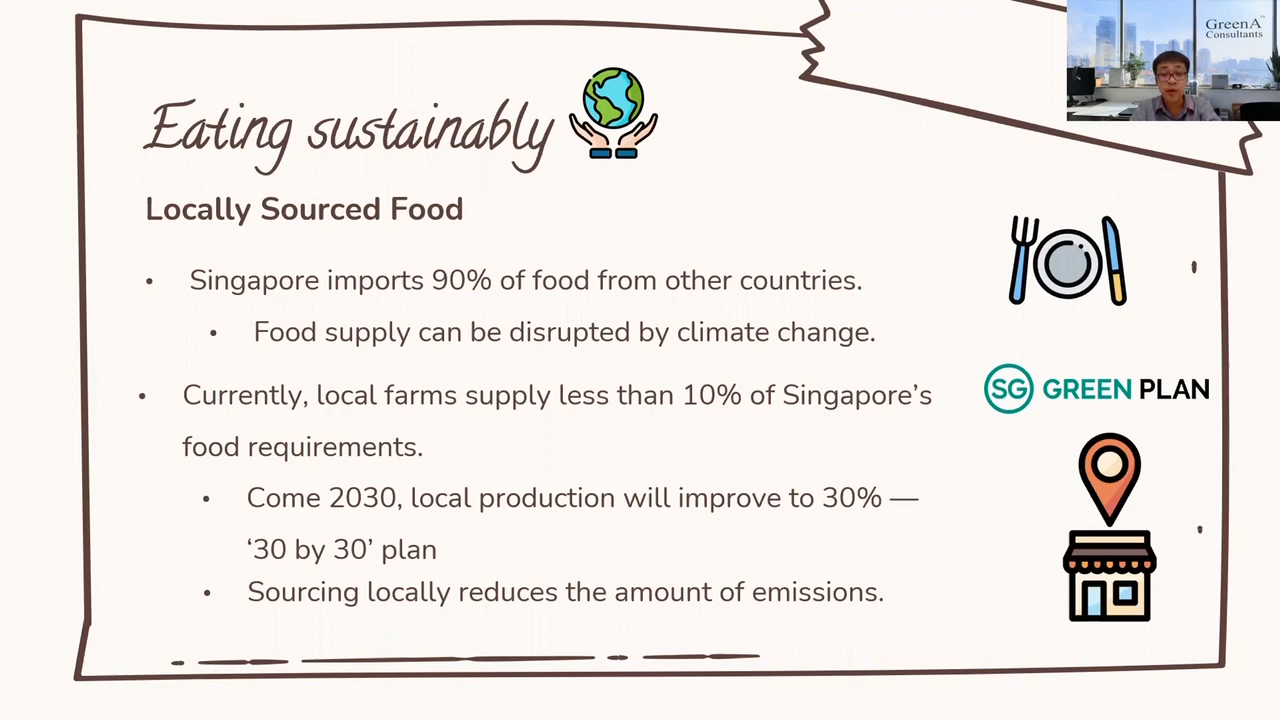 GreenA
Consultants
Eating sustainably
Locally Sourced Food
• Singapore imports 90% of food from other countries.
• Food supply can be disrupted by climate change.
SG GREEN PLAN
• Currently, local farms supply less than 10% of Singapore’s
food requirements.
• Come 2030, local production will improve to 30% —
‘30 by 30’ plan
• Sourcing locally reduces the amount of emissions.